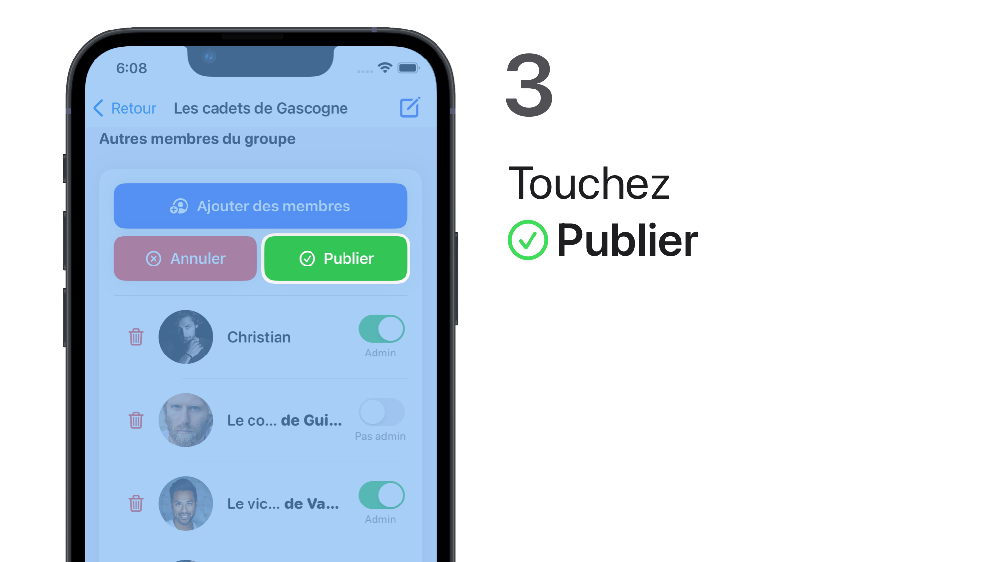 6:08
Retour
Les cadets de Gascogne
Autres membres du groupe
Ajouter des membres
Annuler
Publier
Christian
Admin
Le co... de Gui...
Pas admin
Le vic... de Va...
Admin
3
Touchez
Publier